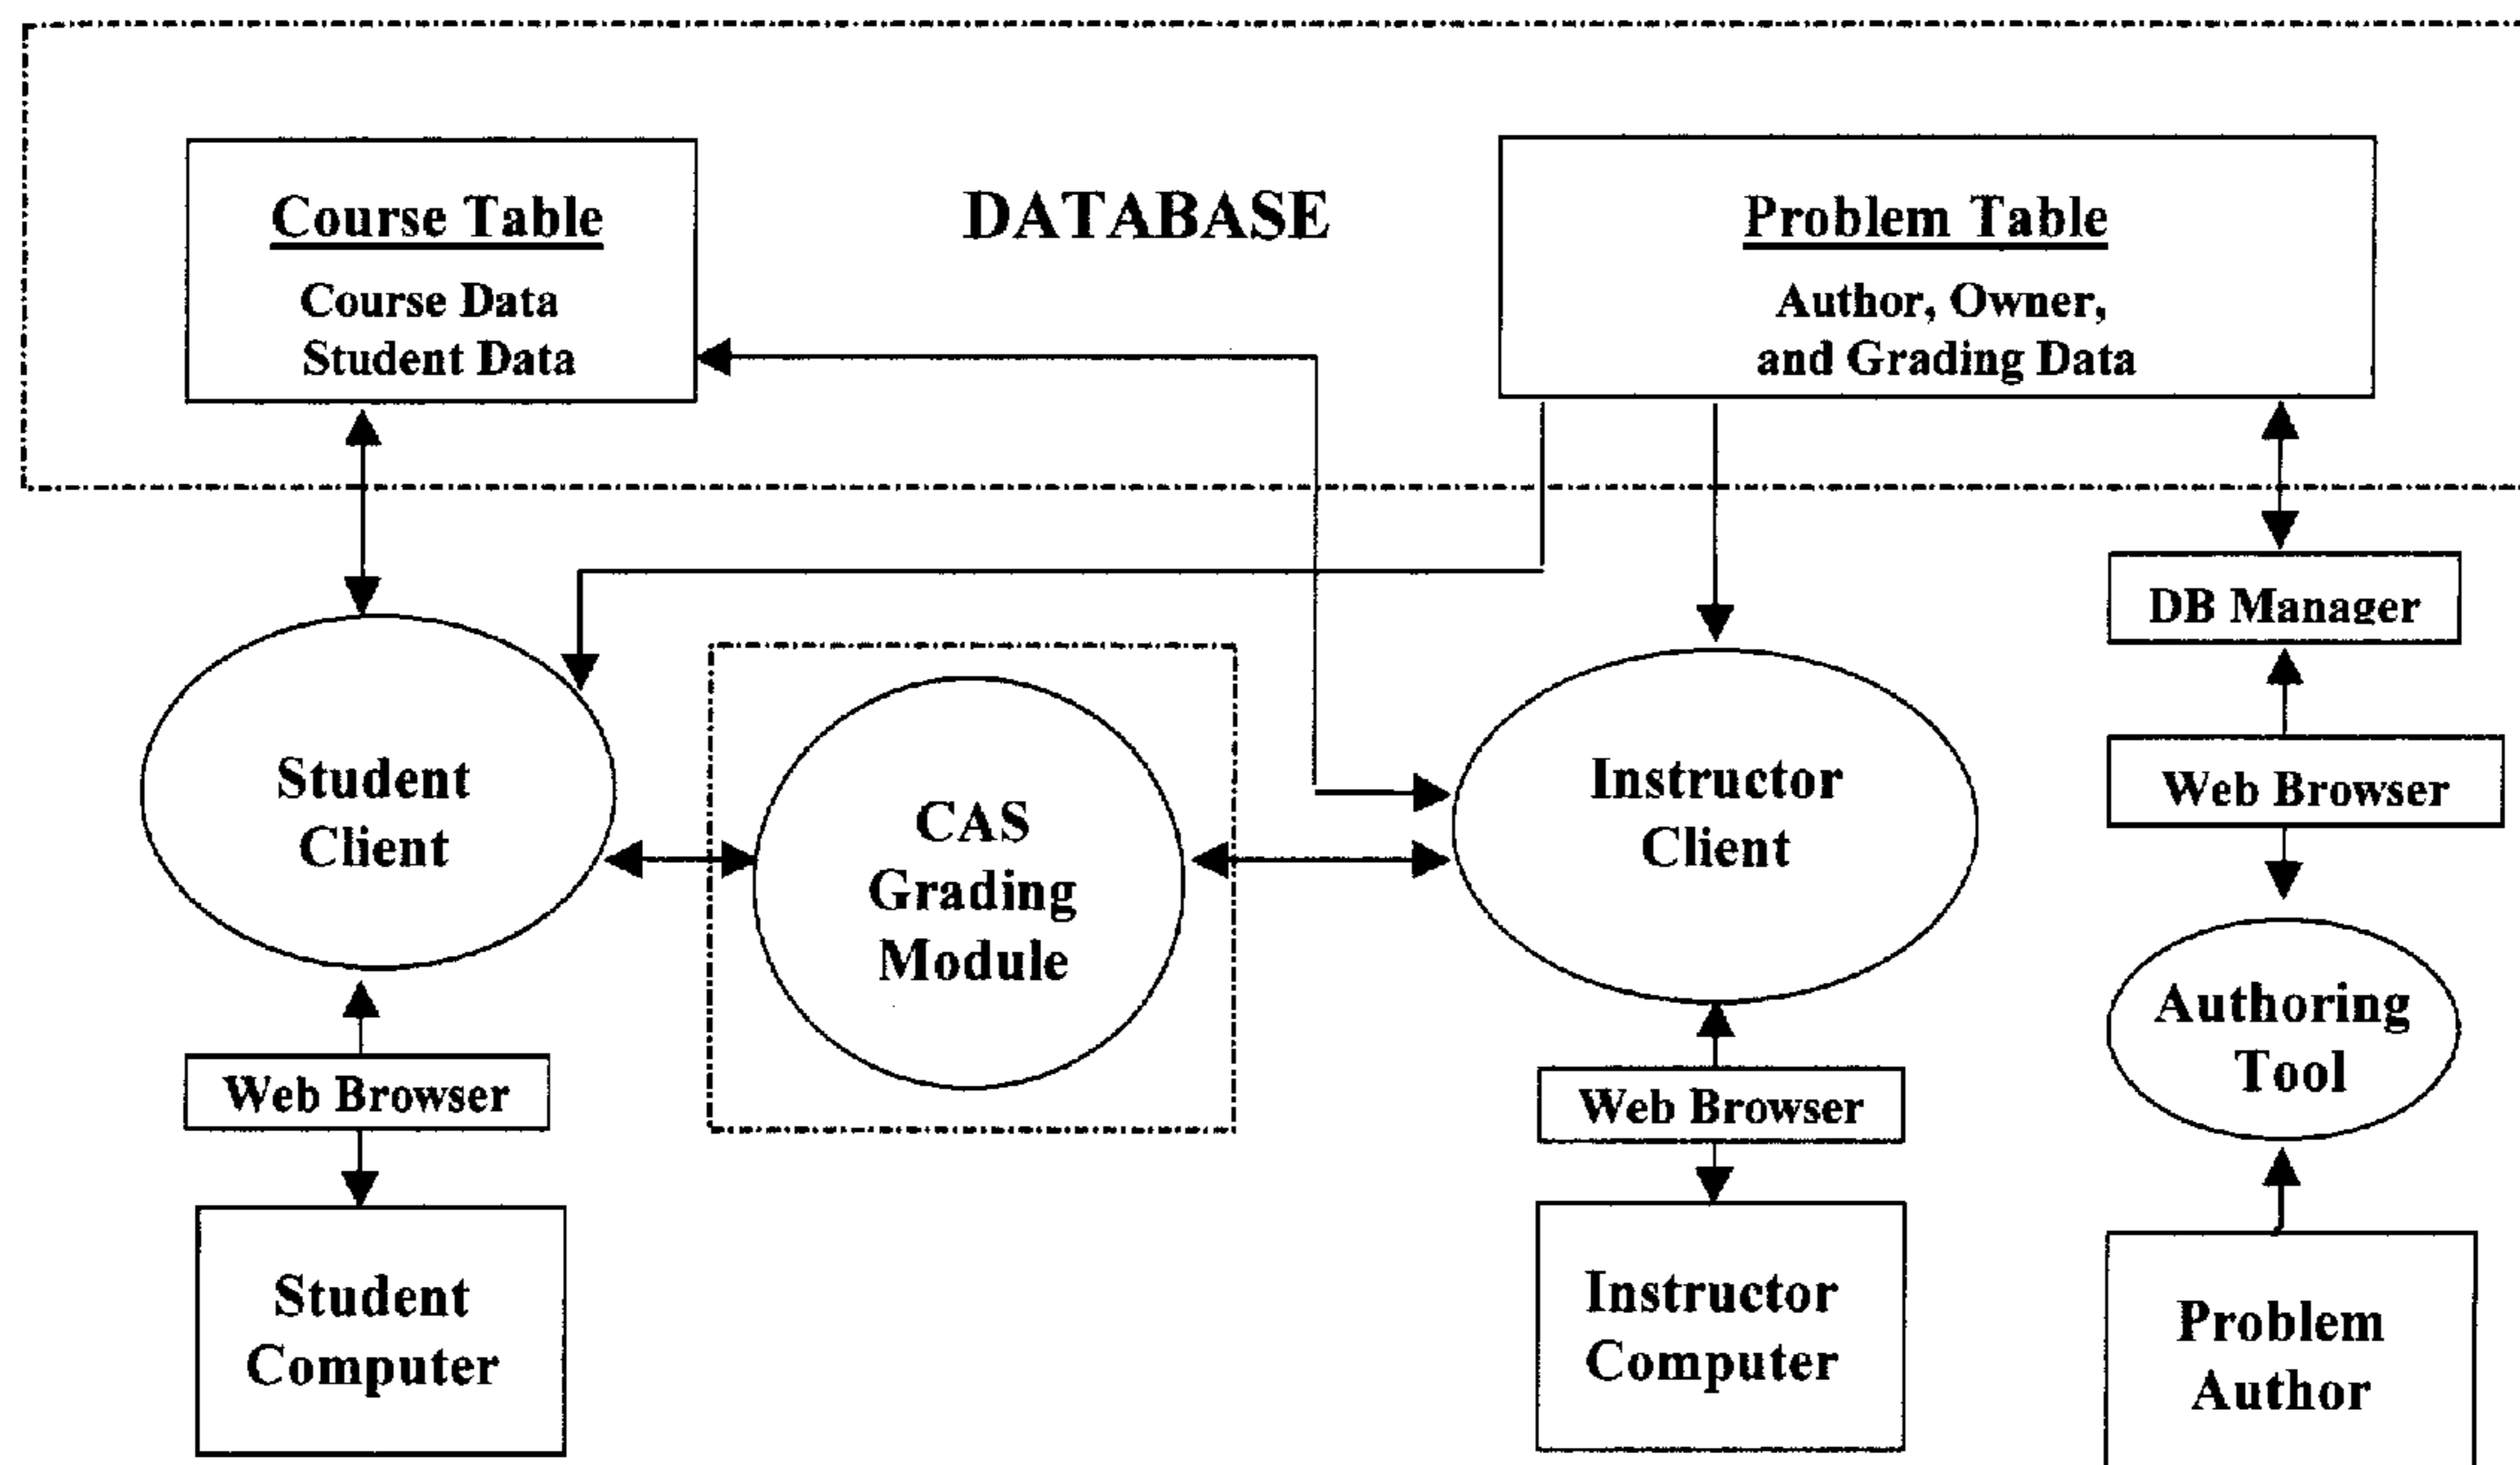 DATABASE
Course Table
Course Data
Student Data
Problem Table
Author, Owner,
and Grading Data
DB Manager
Student
Client
CAS
Grading
Module
Instructor
Client
Web Browser
Authoring
Tool
Web Browser
Web Browser
Student
Computer
Instructor
Computer
Problem
Author